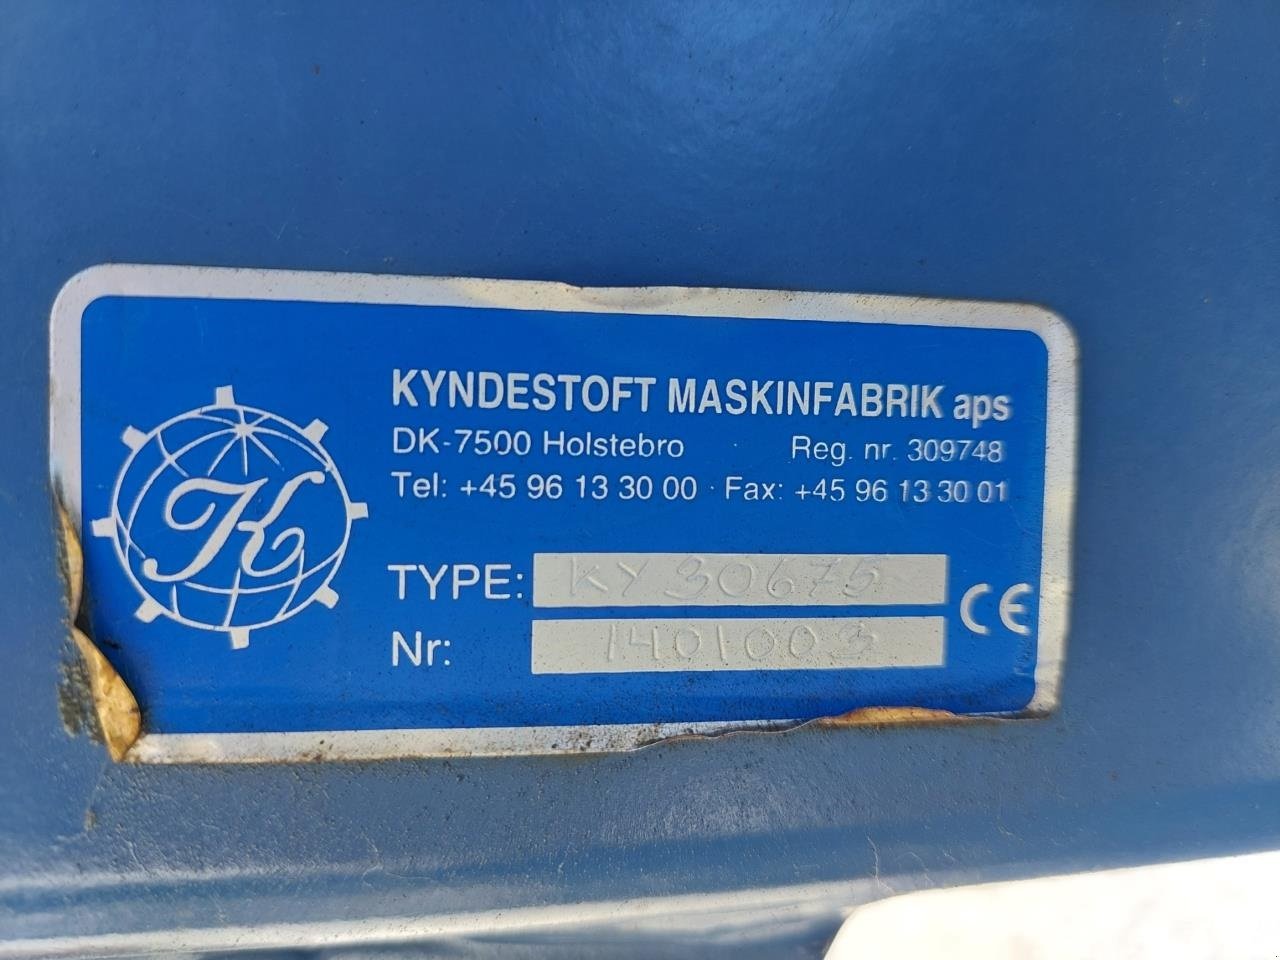 K
KYNDESTOFT MASKINFABRIK aps
DK-7500 Holstebro Reg. nr. 309748
Tel: +45 96 13 30 00 · Fax: +45 96 13 30 01
TYPE: KY 30675
Nr: 1401003
CE